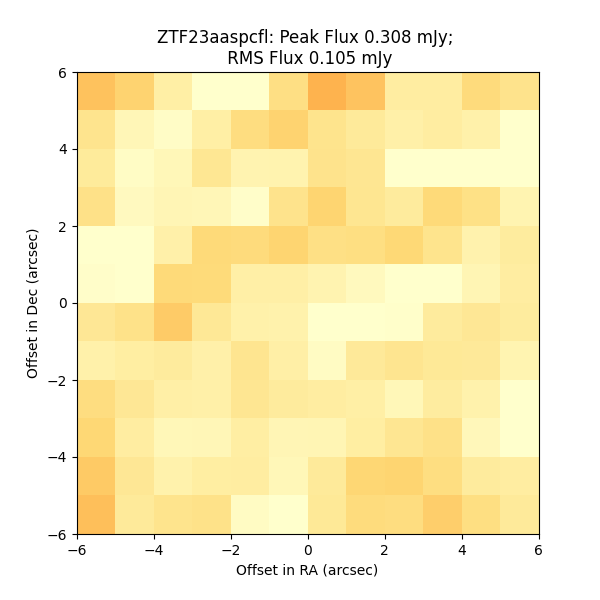 ZTF23aaspcfl: Peak Flux 0.308 mJy;
RMS Flux 0.105 mJy
6
4
2
0
−2
−4
−6
Offset in Dec (arcsec)
−6 −4 −2 0 2 4 6
Offset in RA (arcsec)